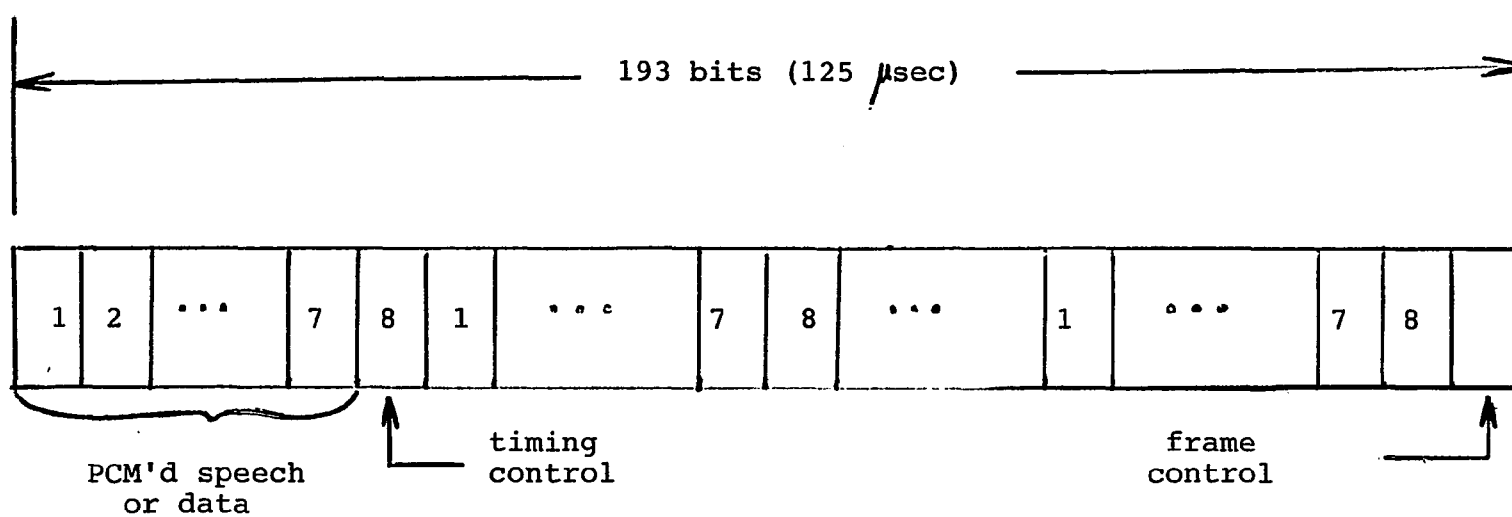 193 bits (125 μsec)
1 2 ... 7 8 1 ... 7 8 ... 1 ... 7 8
timing
control
frame
control
PCM'd speech
or data